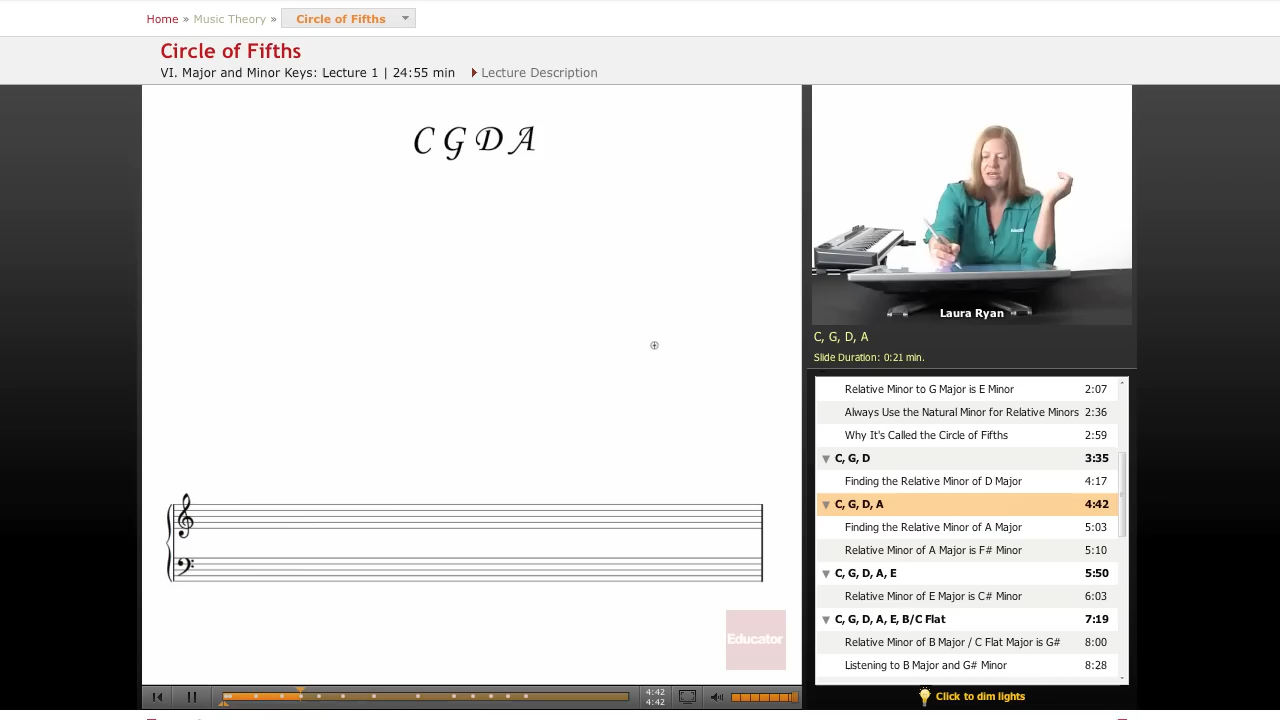 Home » Music Theory » Circle of Fifths
Circle of Fifths
VI. Major and Minor Keys: Lecture 1 | 24:55 min Lecture Description
C G D A
Educator
Laura Ryan
C, G, D, A
Slide Duration: 0:21 min.
Relative Minor to G Major is E Minor 2:07
Always Use the Natural Minor for Relative Minors 2:36
Why It's Called the Circle of Fifths 2:59
C, G, D 3:35
Finding the Relative Minor of D Major 4:17
C, G, D, A 4:42
Finding the Relative Minor of A Major 5:03
Relative Minor of A Major is F# Minor 5:10
C, G, D, A, E 5:50
Relative Minor of E Major is C# Minor 6:03
C, G, D, A, E, B/C Flat 7:19
Relative Minor of B Major / C Flat Major is G# 8:00
Listening to B Major and G# Minor 8:28
4:42
4:42
Click to dim lights